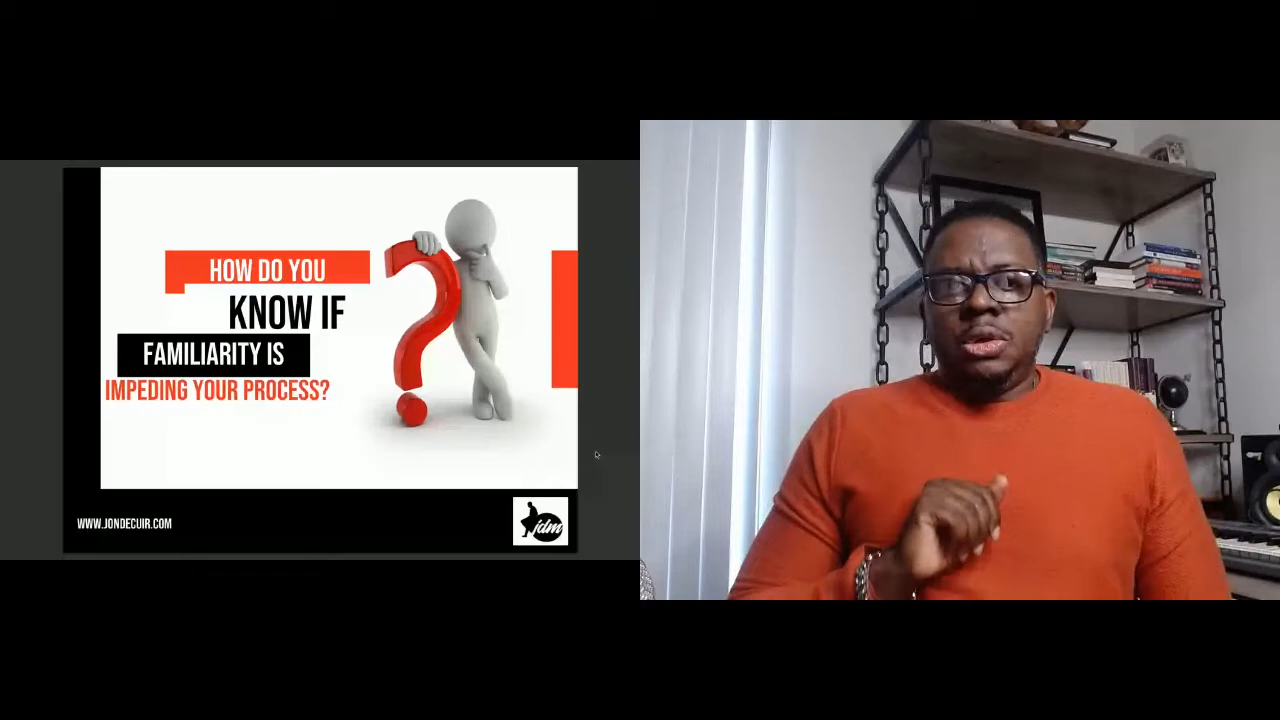 HOW DO YOU
KNOW IF
FAMILIARITY IS
IMPEDING YOUR PROCESS?
WWW.JONDECUIR.COM
jdm